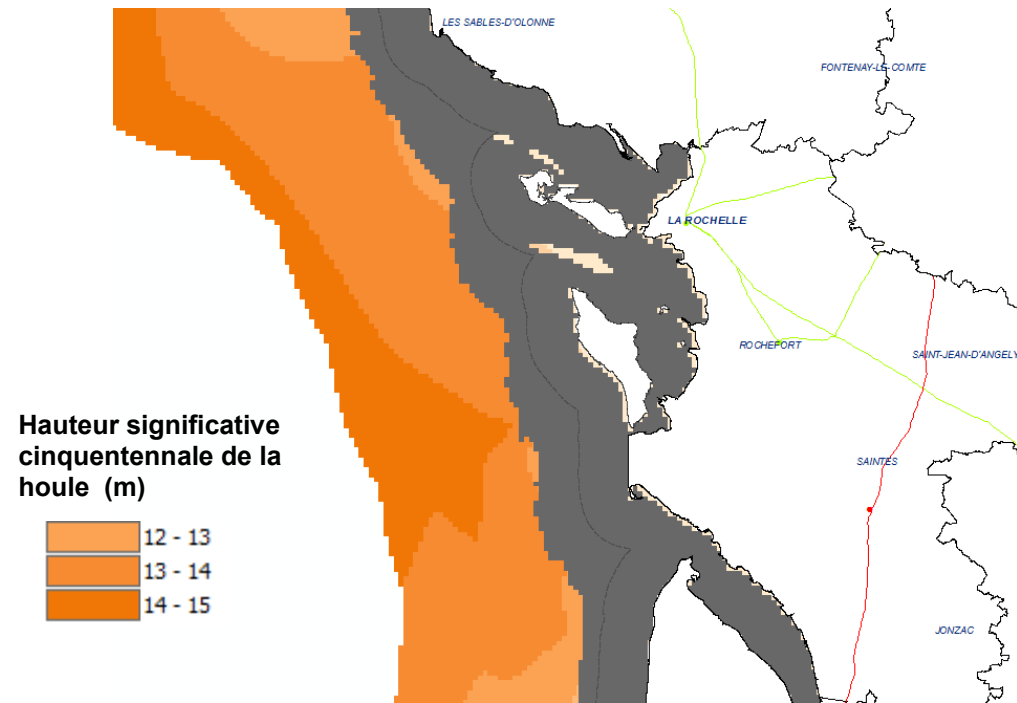 LES SABLES-D'OLONNE
FONTENAY-LE-COMTE
LA ROCHELLE
ROCHEFORT
SAINT-JEAN-D'ANGELY
Hauteur significative
cinquentennale de la
houle (m)
SAINTES
12 - 13
13 - 14
14 - 15
JONZAC